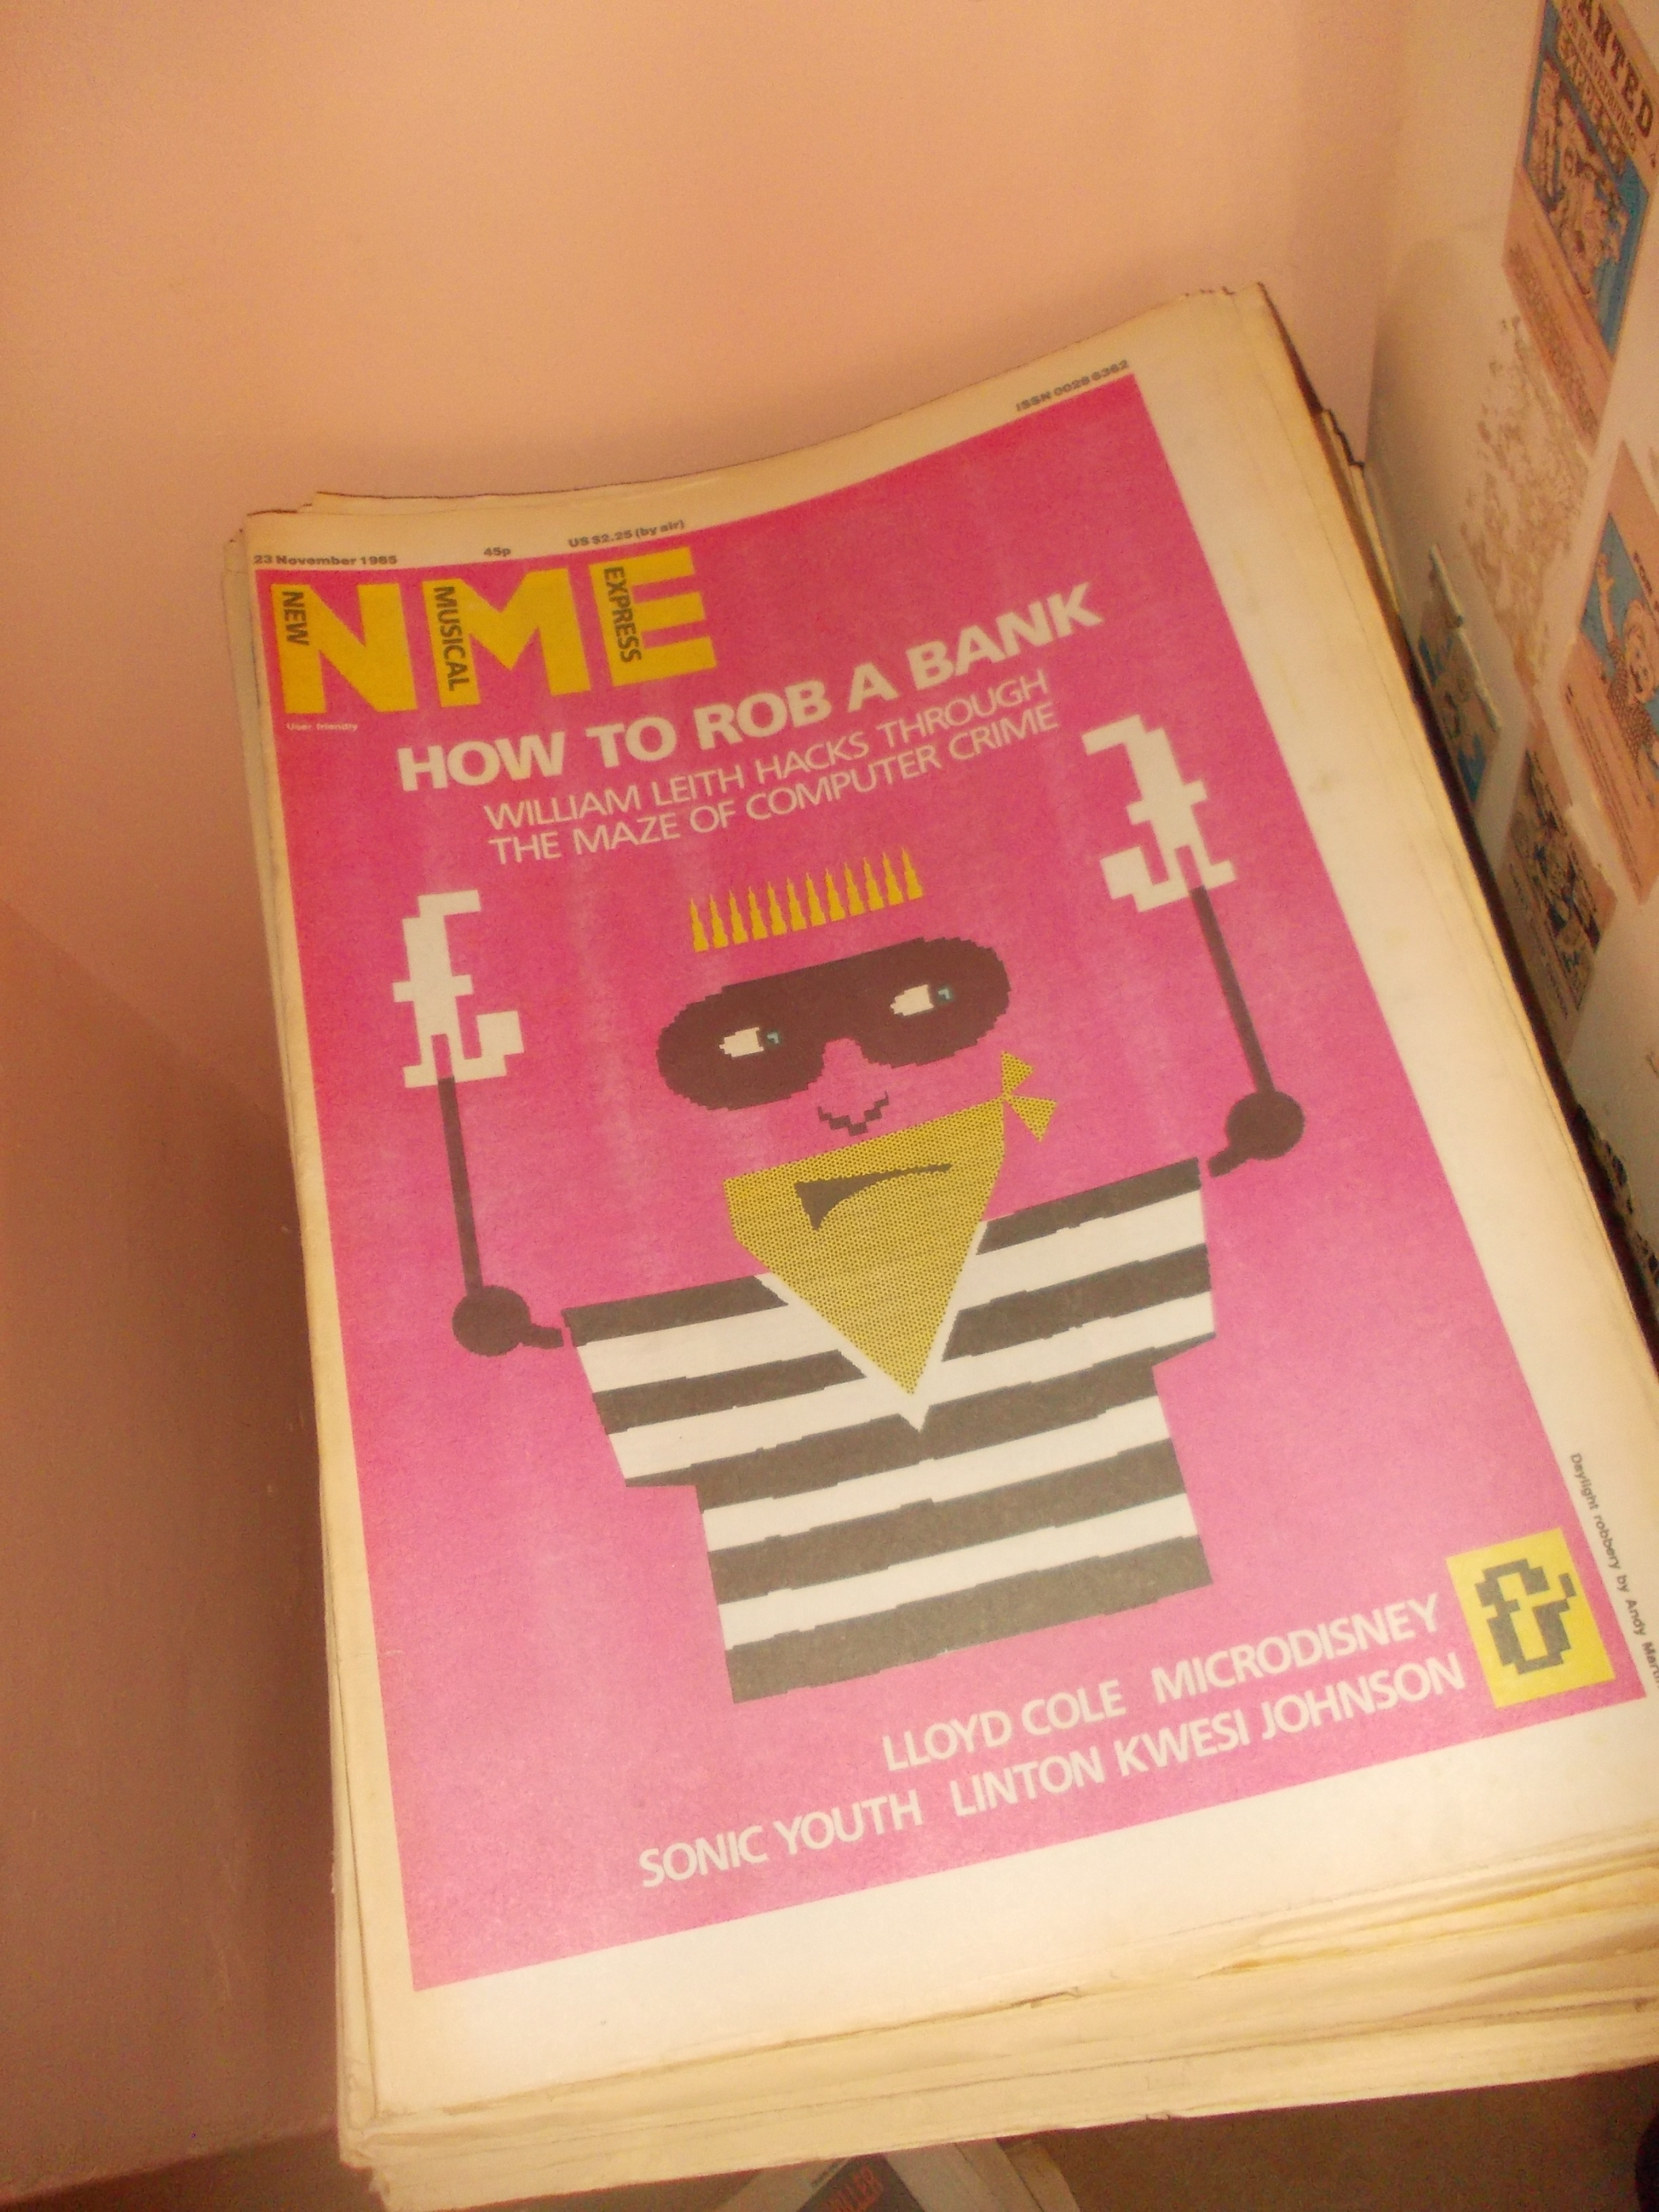 23 November 1985 45p US $2.25 (by air) ISSN 0028 6362
NME
NEW MUSICAL EXPRESS
User friendly
HOW TO ROB A BANK
WILLIAM LEITH HACKS THROUGH
THE MAZE OF COMPUTER CRIME
£ £
&
LLOYD COLE MICRODISNEY
SONIC YOUTH LINTON KWESI JOHNSON
Daylight robbery by Andy